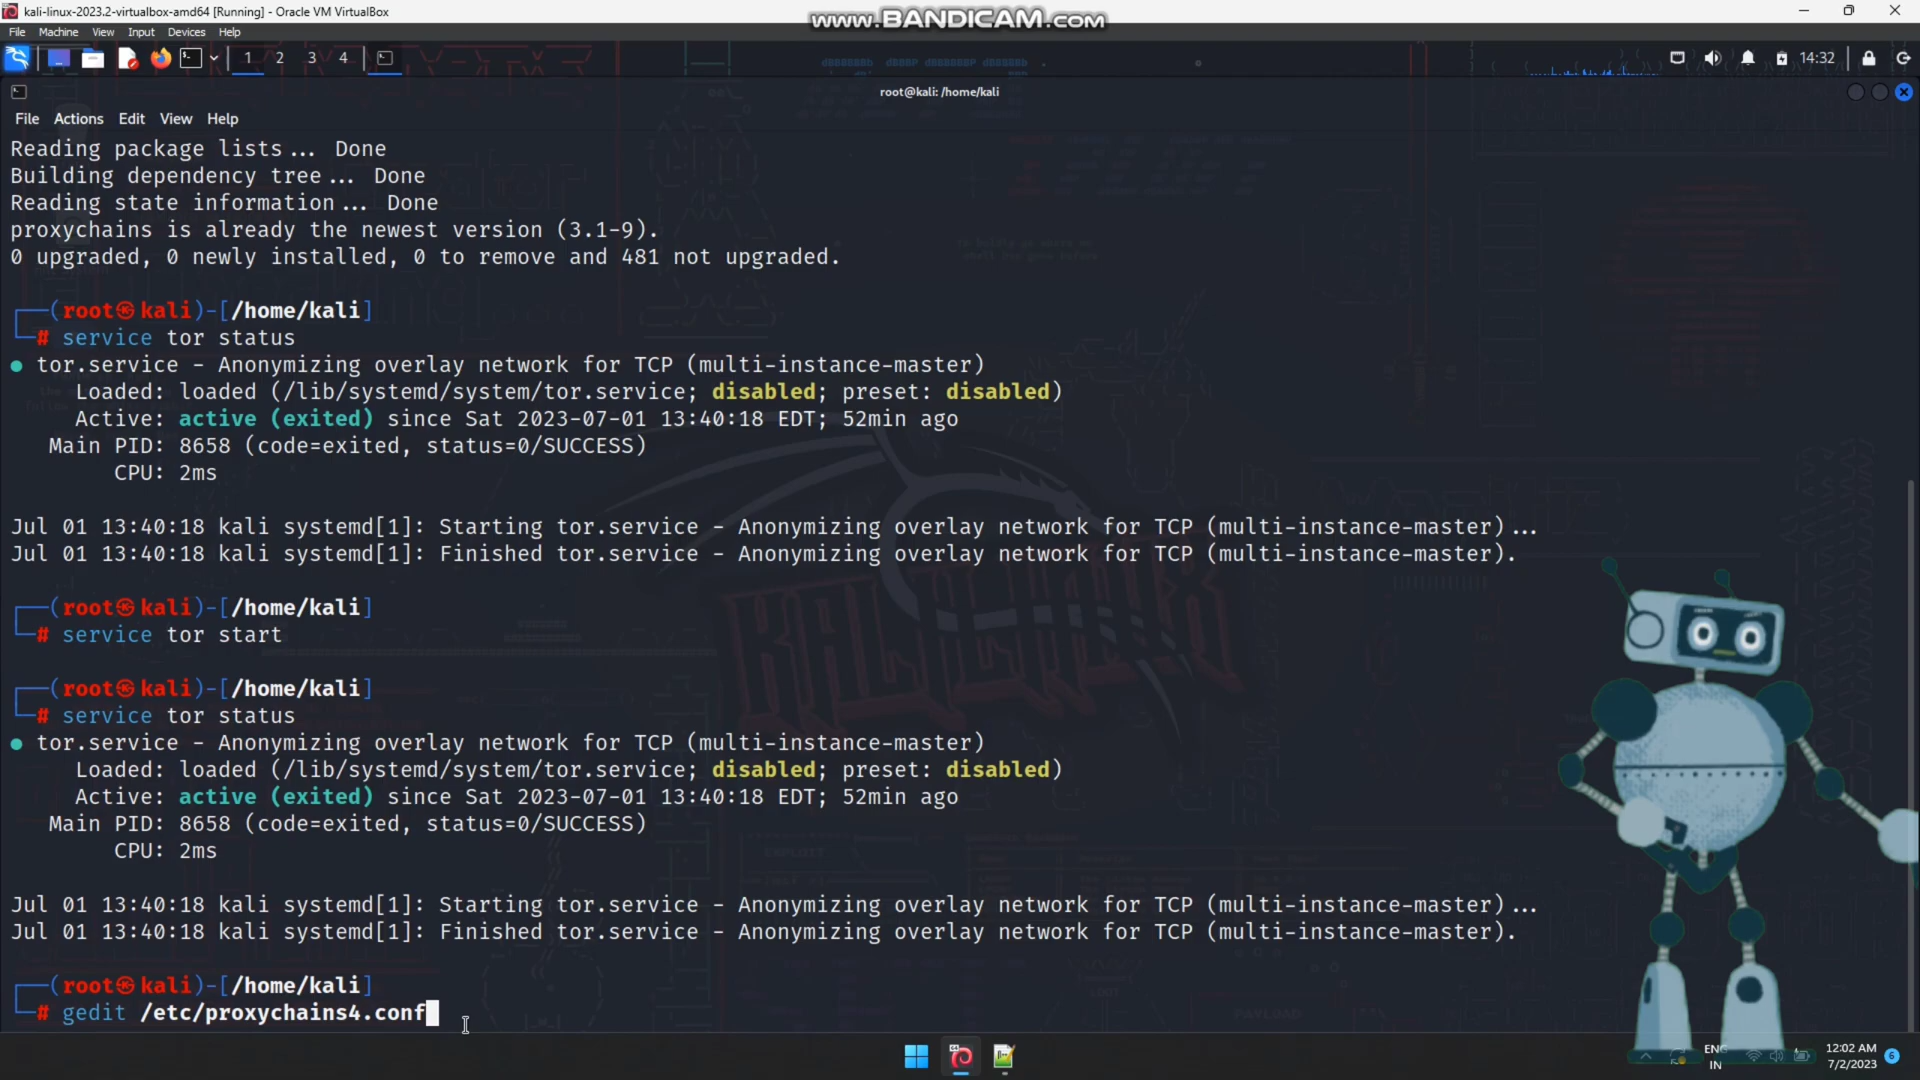 kali-linux-2023.2-virtualbox-amd64 [Running] - Oracle VM VirtualBox
www.BANDICAM.com
File Machine View Input Devices Help
1 2 3 4
14:32
root@kali: /home/kali
File Actions Edit View Help
Reading package lists... Done
Building dependency tree... Done
Reading state information... Done
proxychains is already the newest version (3.1-9).
0 upgraded, 0 newly installed, 0 to remove and 481 not upgraded.
┌──(root㉿kali)-[/home/kali]
└─# service tor status
● tor.service - Anonymizing overlay network for TCP (multi-instance-master)
Loaded: loaded (/lib/systemd/system/tor.service; disabled; preset: disabled)
Active: active (exited) since Sat 2023-07-01 13:40:18 EDT; 52min ago
Main PID: 8658 (code=exited, status=0/SUCCESS)
CPU: 2ms
Jul 01 13:40:18 kali systemd[1]: Starting tor.service - Anonymizing overlay network for TCP (multi-instance-master)...
Jul 01 13:40:18 kali systemd[1]: Finished tor.service - Anonymizing overlay network for TCP (multi-instance-master).
┌──(root㉿kali)-[/home/kali]
└─# service tor start
┌──(root㉿kali)-[/home/kali]
└─# service tor status
● tor.service - Anonymizing overlay network for TCP (multi-instance-master)
Loaded: loaded (/lib/systemd/system/tor.service; disabled; preset: disabled)
Active: active (exited) since Sat 2023-07-01 13:40:18 EDT; 52min ago
Main PID: 8658 (code=exited, status=0/SUCCESS)
CPU: 2ms
Jul 01 13:40:18 kali systemd[1]: Starting tor.service - Anonymizing overlay network for TCP (multi-instance-master)...
Jul 01 13:40:18 kali systemd[1]: Finished tor.service - Anonymizing overlay network for TCP (multi-instance-master).
┌──(root㉿kali)-[/home/kali]
└─# gedit /etc/proxychains4.conf
KALI LINUX
ENG
IN
12:02 AM
7/2/2023
6